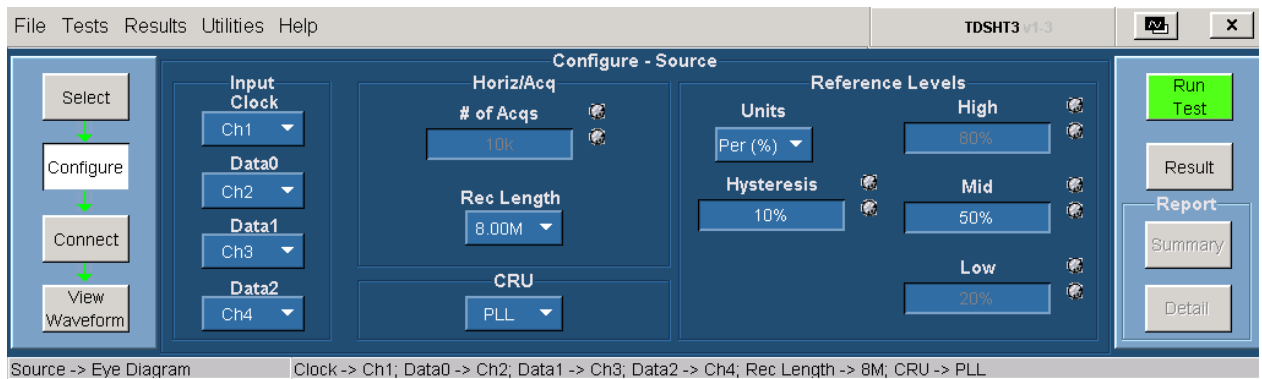 File Tests Results Utilities Help
TDSHT3 v1-3
x
Configure - Source
Select
Configure
Connect
View
Waveform
Input
Clock
Ch1
Data0
Ch2
Data1
Ch3
Data2
Ch4
Horiz/Acq
# of Acqs
10k
Rec Length
8.00M
CRU
PLL
Reference Levels
Units
Per (%)
Hysteresis
10%
High
80%
Mid
50%
Low
20%
Run
Test
Result
Report
Summary
Detail
Source -> Eye Diagram
Clock -> Ch1; Data0 -> Ch2; Data1 -> Ch3; Data2 -> Ch4; Rec Length -> 8M; CRU -> PLL